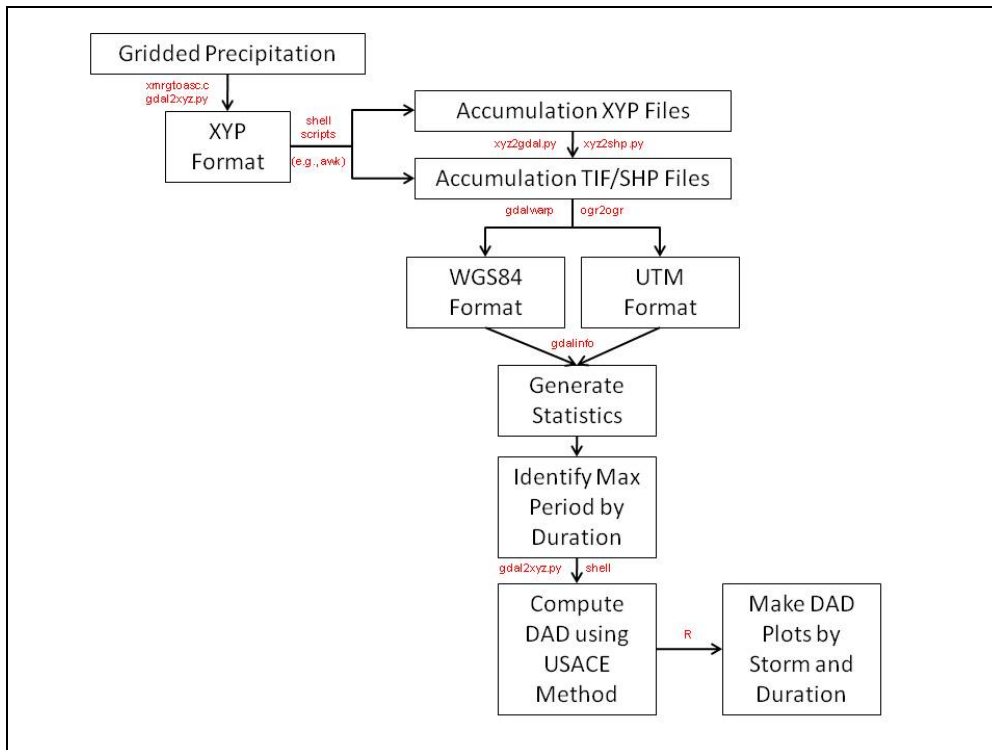 Gridded Precipitation
xmrgtoasc.c
gdal2xyz.py
XYP
Format
shell
scripts
(e.g., awk)
Accumulation XYP Files
xyz2gdal.py
xyz2shp.py
Accumulation TIF/SHP Files
gdalwarp
ogr2ogr
WGS84
Format
UTM
Format
gdalinfo
Generate
Statistics
Identify Max
Period by
Duration
gdal2xyz.py
shell
Compute
DAD using
USACE
Method
R
Make DAD
Plots by
Storm and
Duration